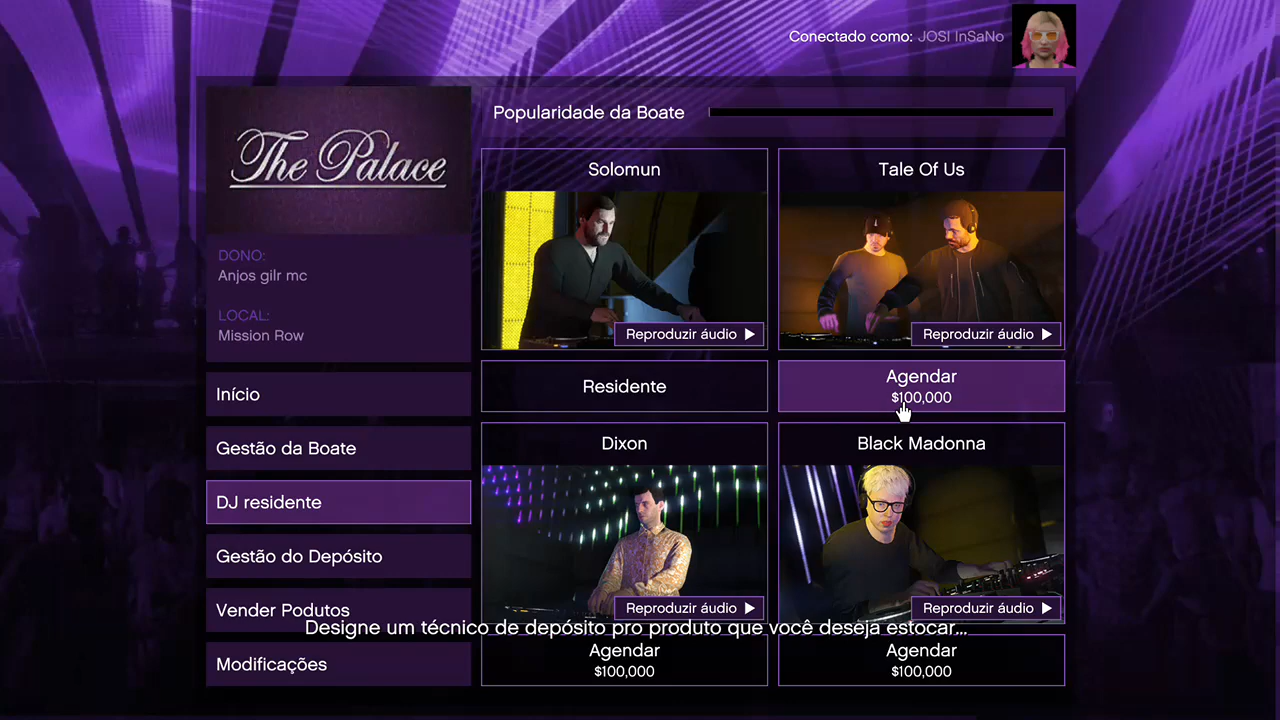 Conectado como: JOSI InSaNo
The Palace
DONO:
Anjos gilr mc
LOCAL:
Mission Row
Início
Gestão da Boate
DJ residente
Gestão do Depósito
Vender Podutos
Modificações
Popularidade da Boate
Solomun
Reproduzir áudio
Residente
Tale Of Us
Reproduzir áudio
Agendar
$100,000
Dixon
Reproduzir áudio
Agendar
$100,000
Black Madonna
Reproduzir áudio
Agendar
$100,000
Designe um técnico de depósito pro produto que você deseja estocar...